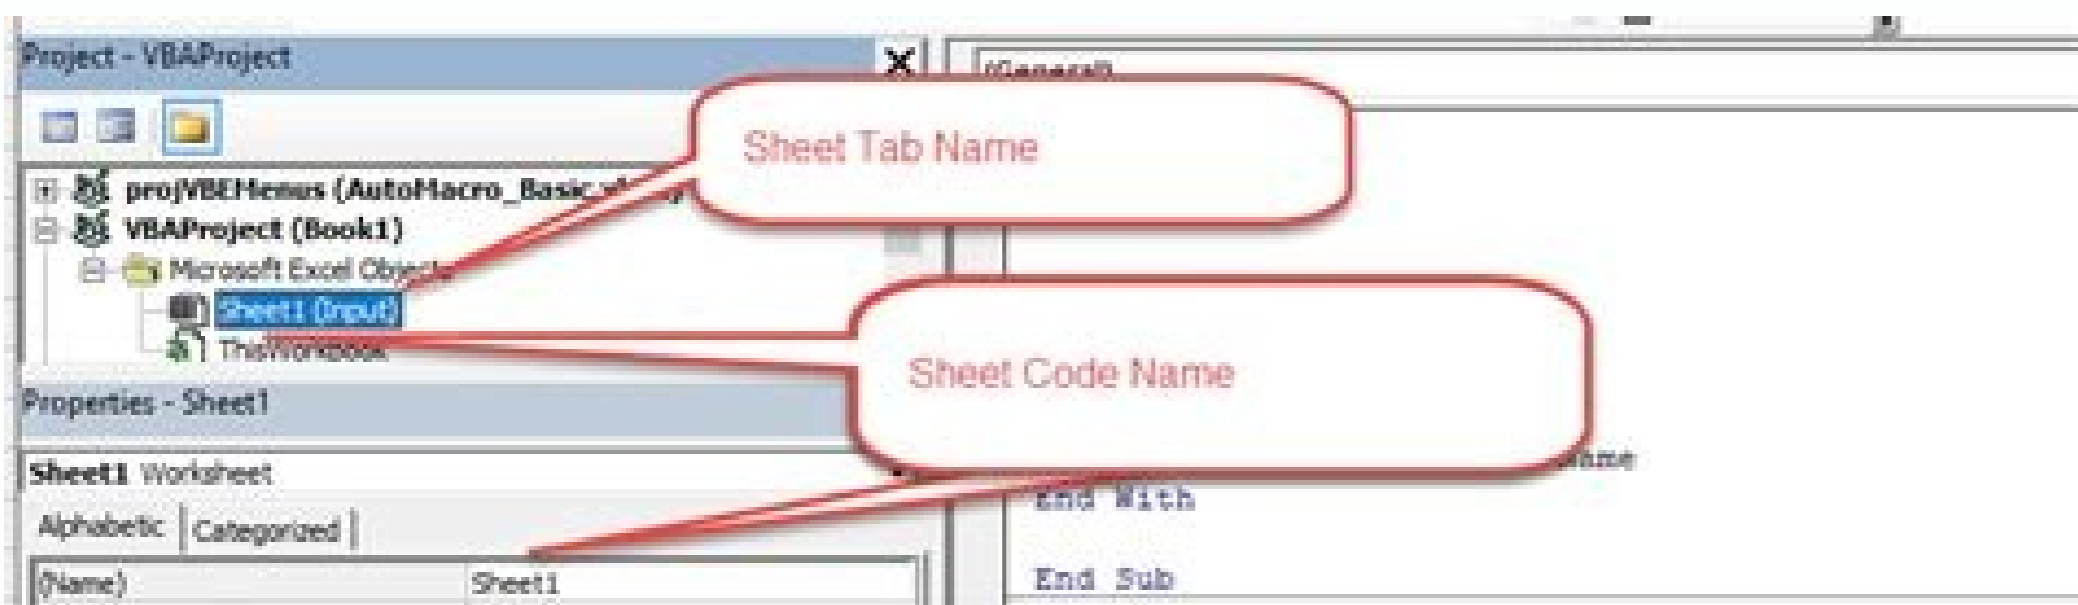 Project - VBAProject
(General)
Sheet Tab Name
projVBEMenus (AutoMacro_Basic
VBAProject (Book1)
Microsoft Excel Objects
Sheet1 (Input)
ThisWorkbook
Sheet Code Name
Properties - Sheet1
Sheet1 Worksheet
Name
End With
Alphabetic
Categorized
(Name)
Sheet1
End Sub